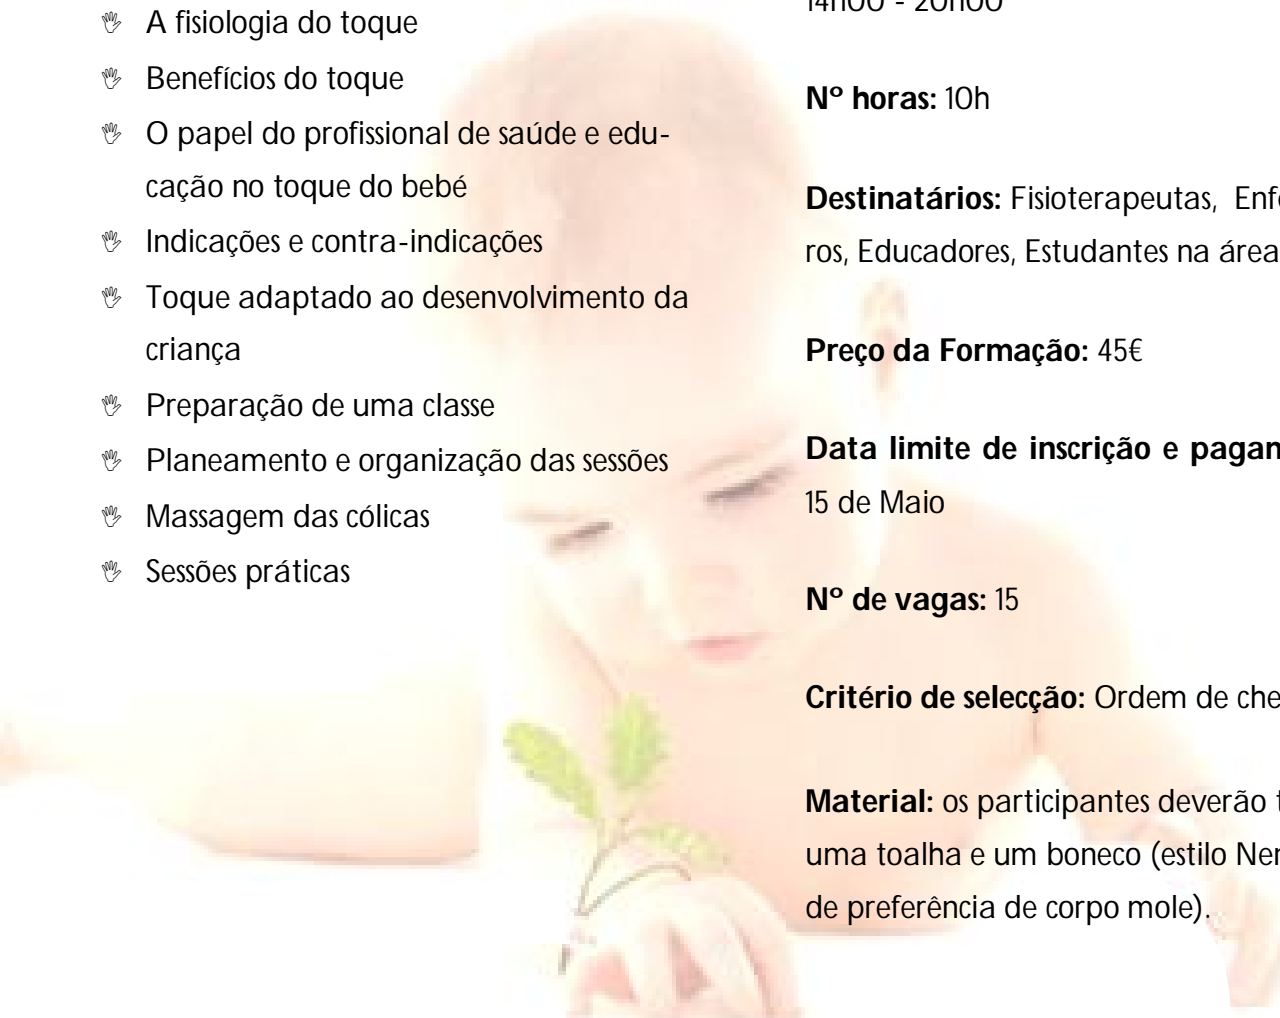 A fisiologia do toque
Benefícios do toque
O papel do profissional de saúde e edu-
cação no toque do bebé
Indicações e contra-indicações
Toque adaptado ao desenvolvimento da
criança
Preparação de uma classe
Planeamento e organização das sessões
Massagem das cólicas
Sessões práticas
14h00 - 20h00
Nº horas: 10h
Destinatários: Fisioterapeutas, Enfe
ros, Educadores, Estudantes na área
Preço da Formação: 45€
Data limite de inscrição e
15 de Maio
Nº de vagas: 15
Critério de selecção: Ordem de che
Material: os participantes deverão
uma toalha e um boneco (estilo
de preferência de corpo mole).